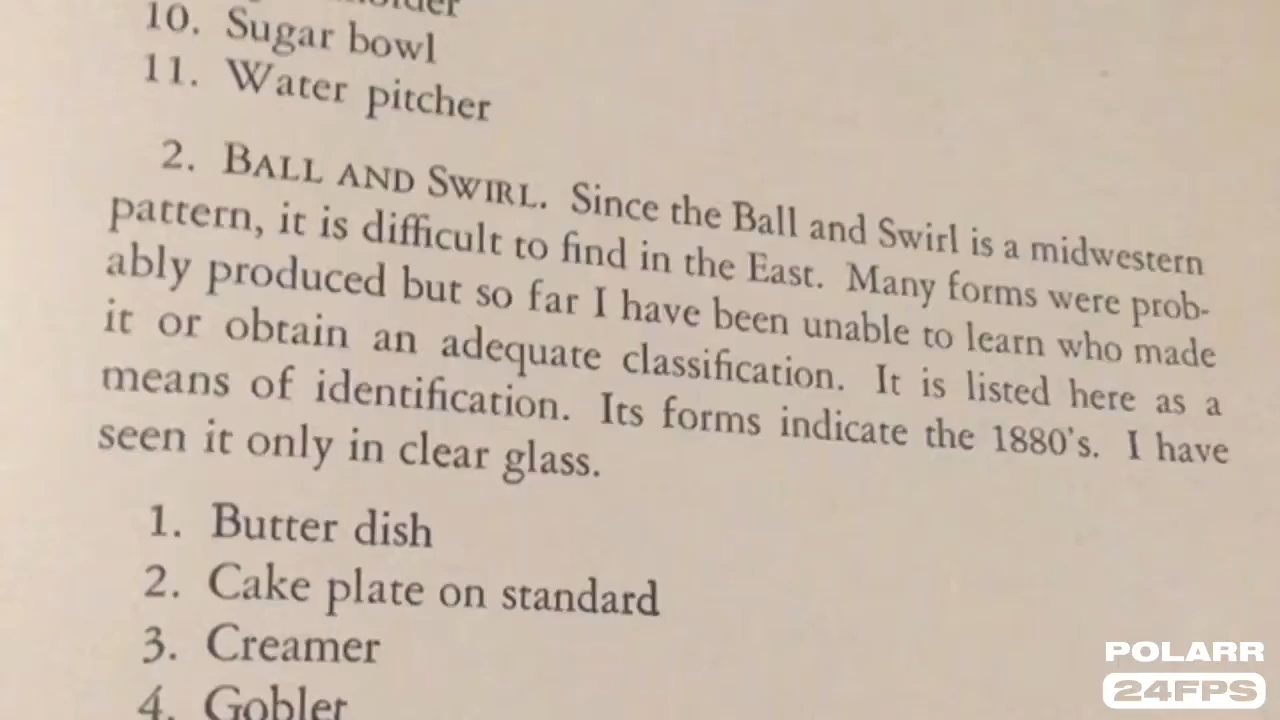 10. Sugar bowl
11. Water pitcher
2. BALL AND SWIRL. Since the Ball and Swirl is a midwestern
pattern, it is difficult to find in the East. Many forms were prob-
ably produced but so far I have been unable to learn who made
it or obtain an adequate classification. It is listed here as a
means of identification. Its forms indicate the 1880's. I have
seen it only in clear glass.
1. Butter dish
2. Cake plate on standard
3. Creamer
4. Goblet
POLARR
24FPS